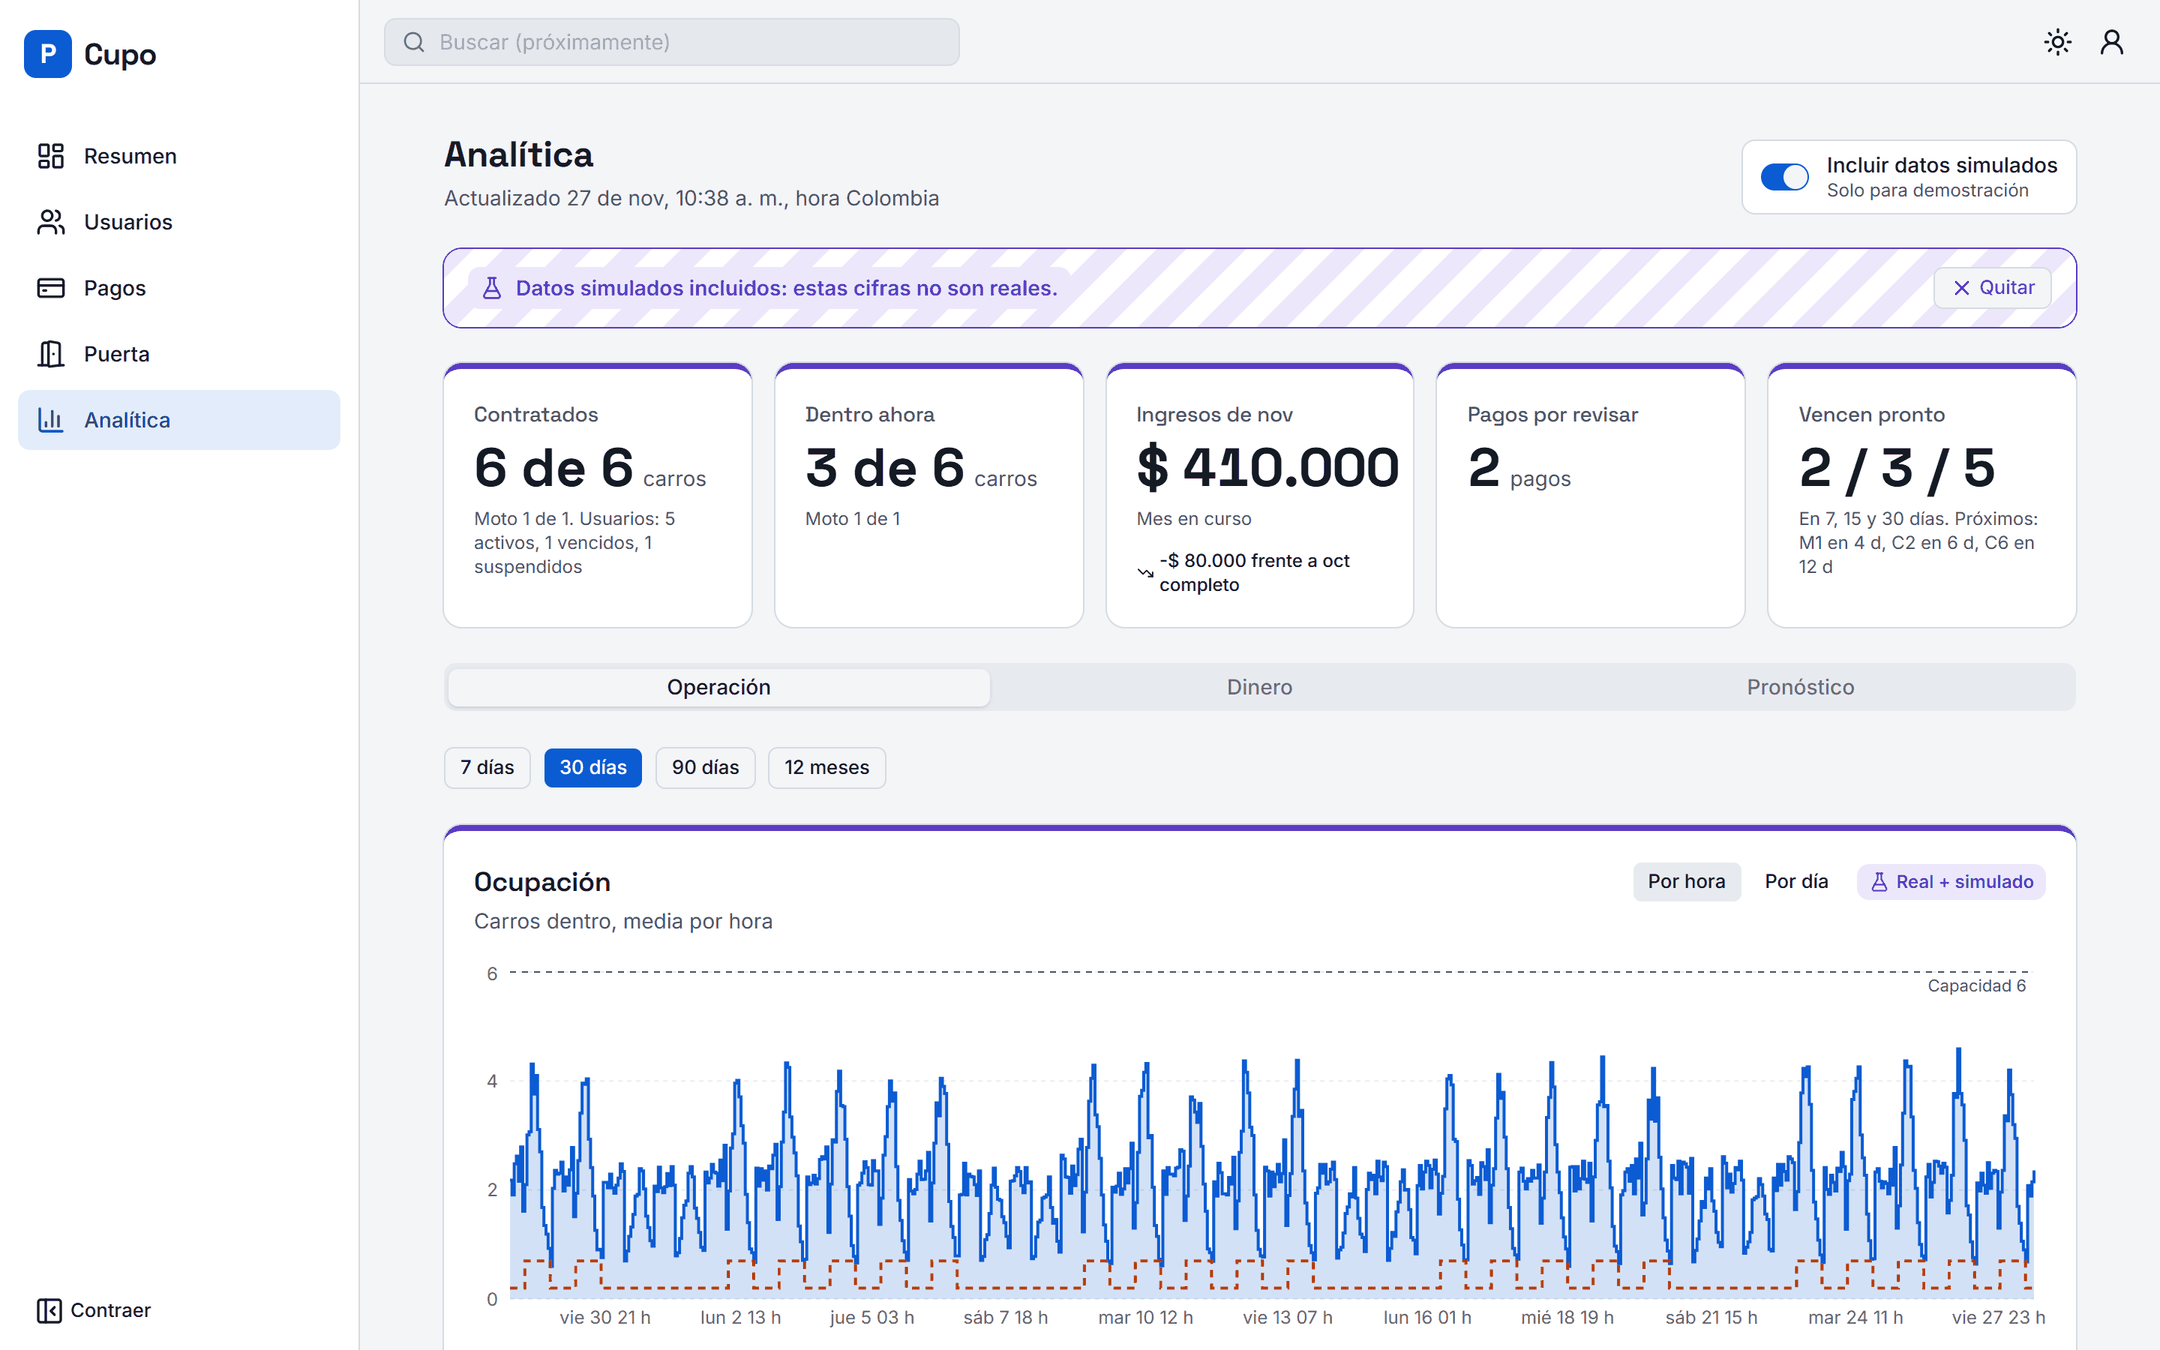 P Cupo
Buscar (próximamente)
Resumen
Usuarios
Pagos
Puerta
Analítica
Contraer
Analítica
Actualizado 27 de nov, 10:38 a. m., hora Colombia
Incluir datos simulados
Solo para demostración
Datos simulados incluidos: estas cifras no son reales.
Quitar
Contratados
6 de 6 carros
Moto 1 de 1. Usuarios: 5
activos, 1 vencidos, 1
suspendidos
Dentro ahora
3 de 6 carros
Moto 1 de 1
Ingresos de nov
$ 410.000
Mes en curso
-$ 80.000 frente a oct
completo
Pagos por revisar
2 pagos
Vencen pronto
2 / 3 / 5
En 7, 15 y 30 días. Próximos:
M1 en 4 d, C2 en 6 d, C6 en
12 d
Operación
Dinero
Pronóstico
7 días
30 días
90 días
12 meses
Ocupación
Carros dentro, media por hora
Por hora
Por día
Real + simulado
6
Capacidad 6
4
2
0
vie 30 21 h
lun 2 13 h
jue 5 03 h
sáb 7 18 h
mar 10 12 h
vie 13 07 h
lun 16 01 h
mié 18 19 h
sáb 21 15 h
mar 24 11 h
vie 27 23 h